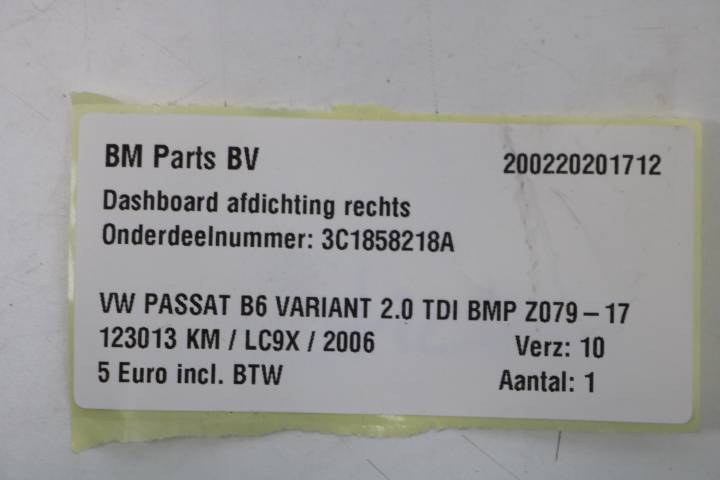 BM Parts BV 200220201712
Dashboard afdichting rechts
Onderdeelnummer: 3C1858218A
VW PASSAT B6 VARIANT 2.0 TDI BMP Z079-17
123013 KM / LC9X / 2006 Verz: 10
5 Euro incl. BTW Aantal: 1